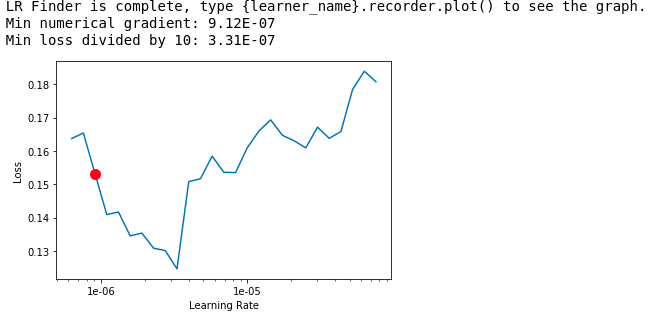 LR Finder is complete, type {learner_name}.recorder.plot() to see the graph.
Min numerical gradient: 9.12E-07
Min loss divided by 10: 3.31E-07
0.18
0.17
0.16
0.15
0.14
0.13
Loss
1e-06
1e-05
Learning Rate